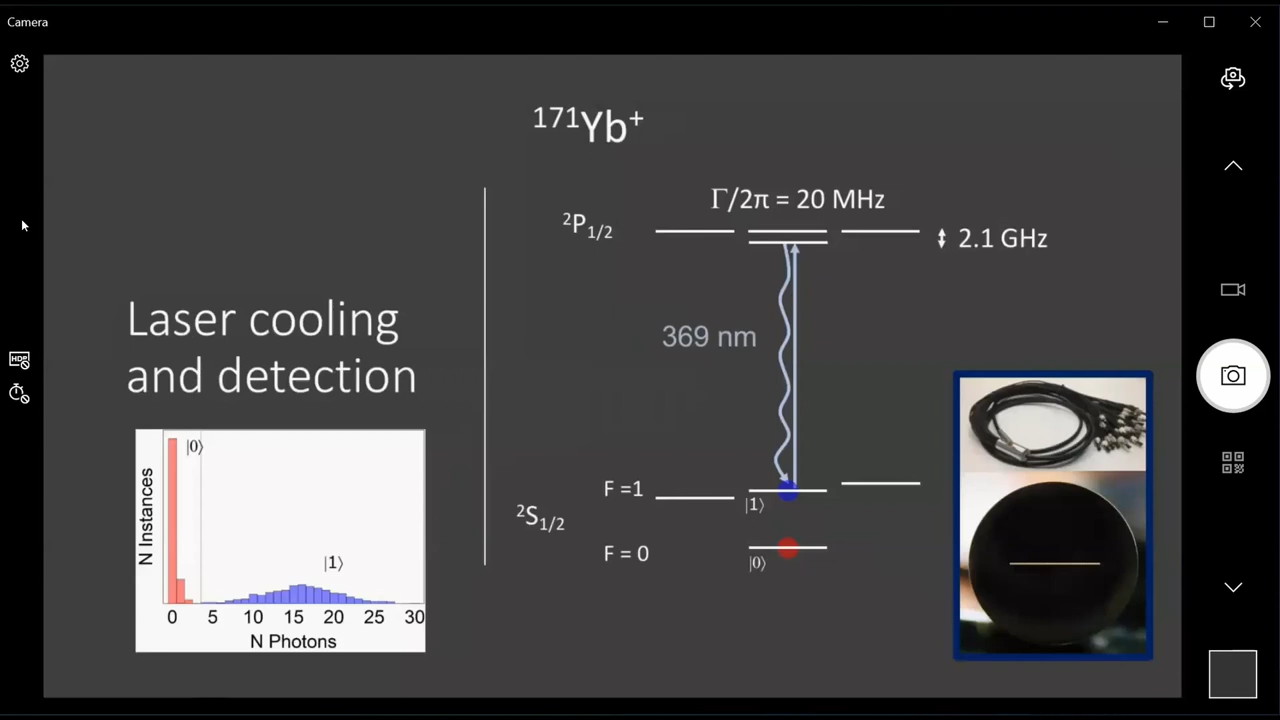 Camera
¹⁷¹Yb⁺
Γ/2π = 20 MHz
²P₁/₂
2.1 GHz
369 nm
Laser cooling
and detection
F =1
|1⟩
²S₁/₂
F = 0
|0⟩
|0⟩
|1⟩
N Instances
0 5 10 15 20 25 30
N Photons
HDR